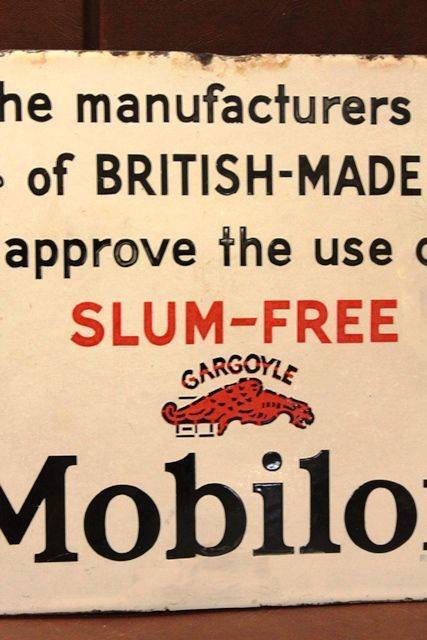 he manufacturers
of BRITISH-MADE
approve the use
SLUM-FREE
GARGOYLE
Mobilo